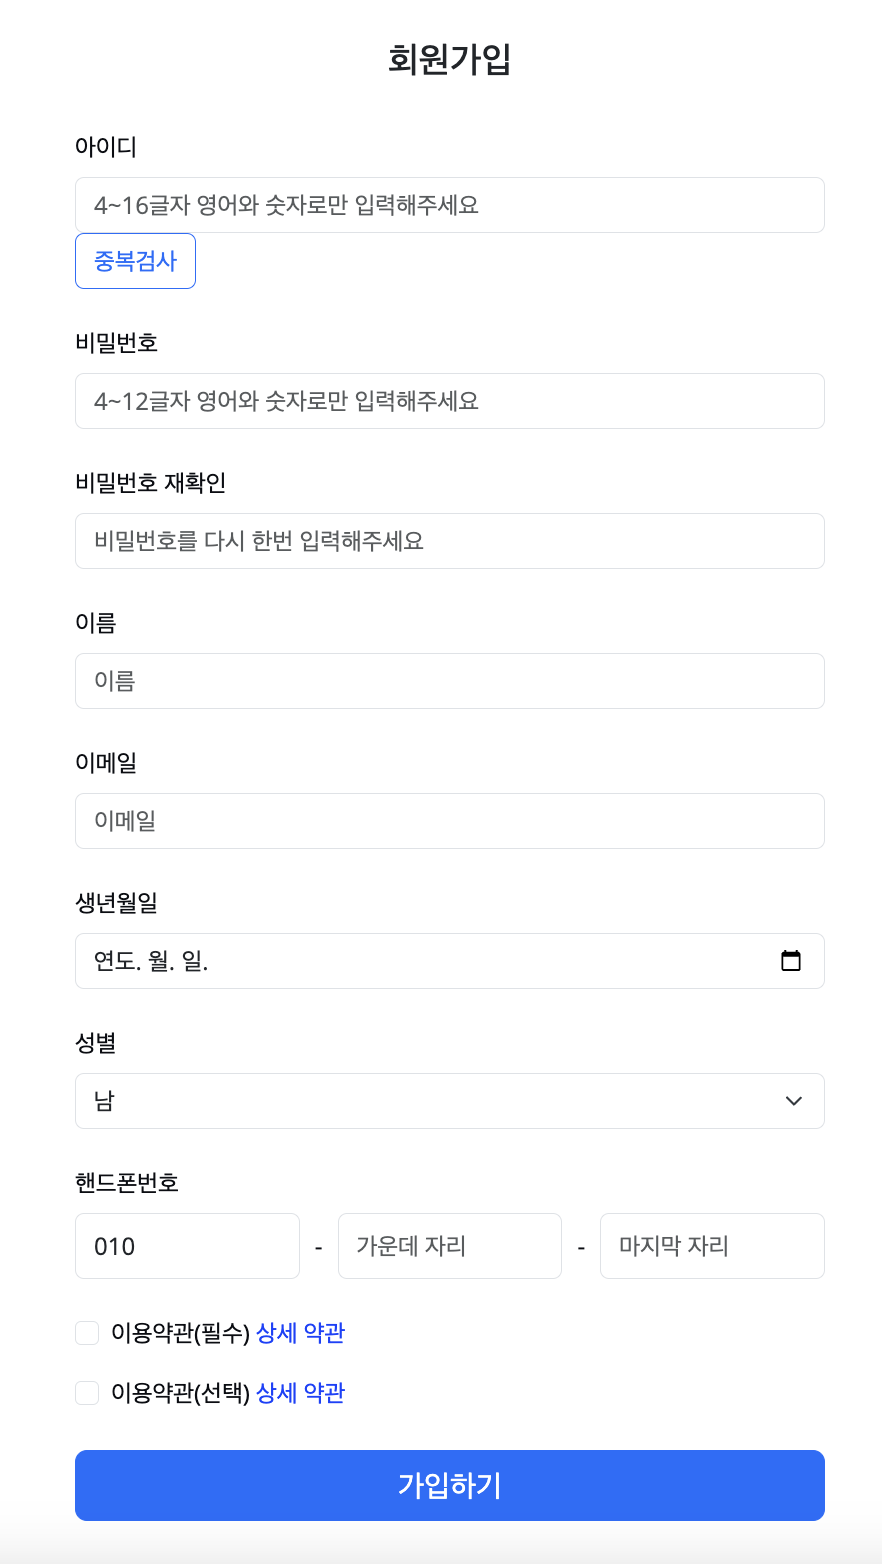 회원가입
아이디
4~16글자 영어와 숫자로만 입력해주세요
중복검사
비밀번호
4~12글자 영어와 숫자로만 입력해주세요
비밀번호 재확인
비밀번호를 다시 한번 입력해주세요
이름
이름
이메일
이메일
생년월일
연도. 월. 일.
성별
남
핸드폰번호
010 - 가운데 자리 - 마지막 자리
이용약관(필수) 상세 약관
이용약관(선택) 상세 약관
가입하기